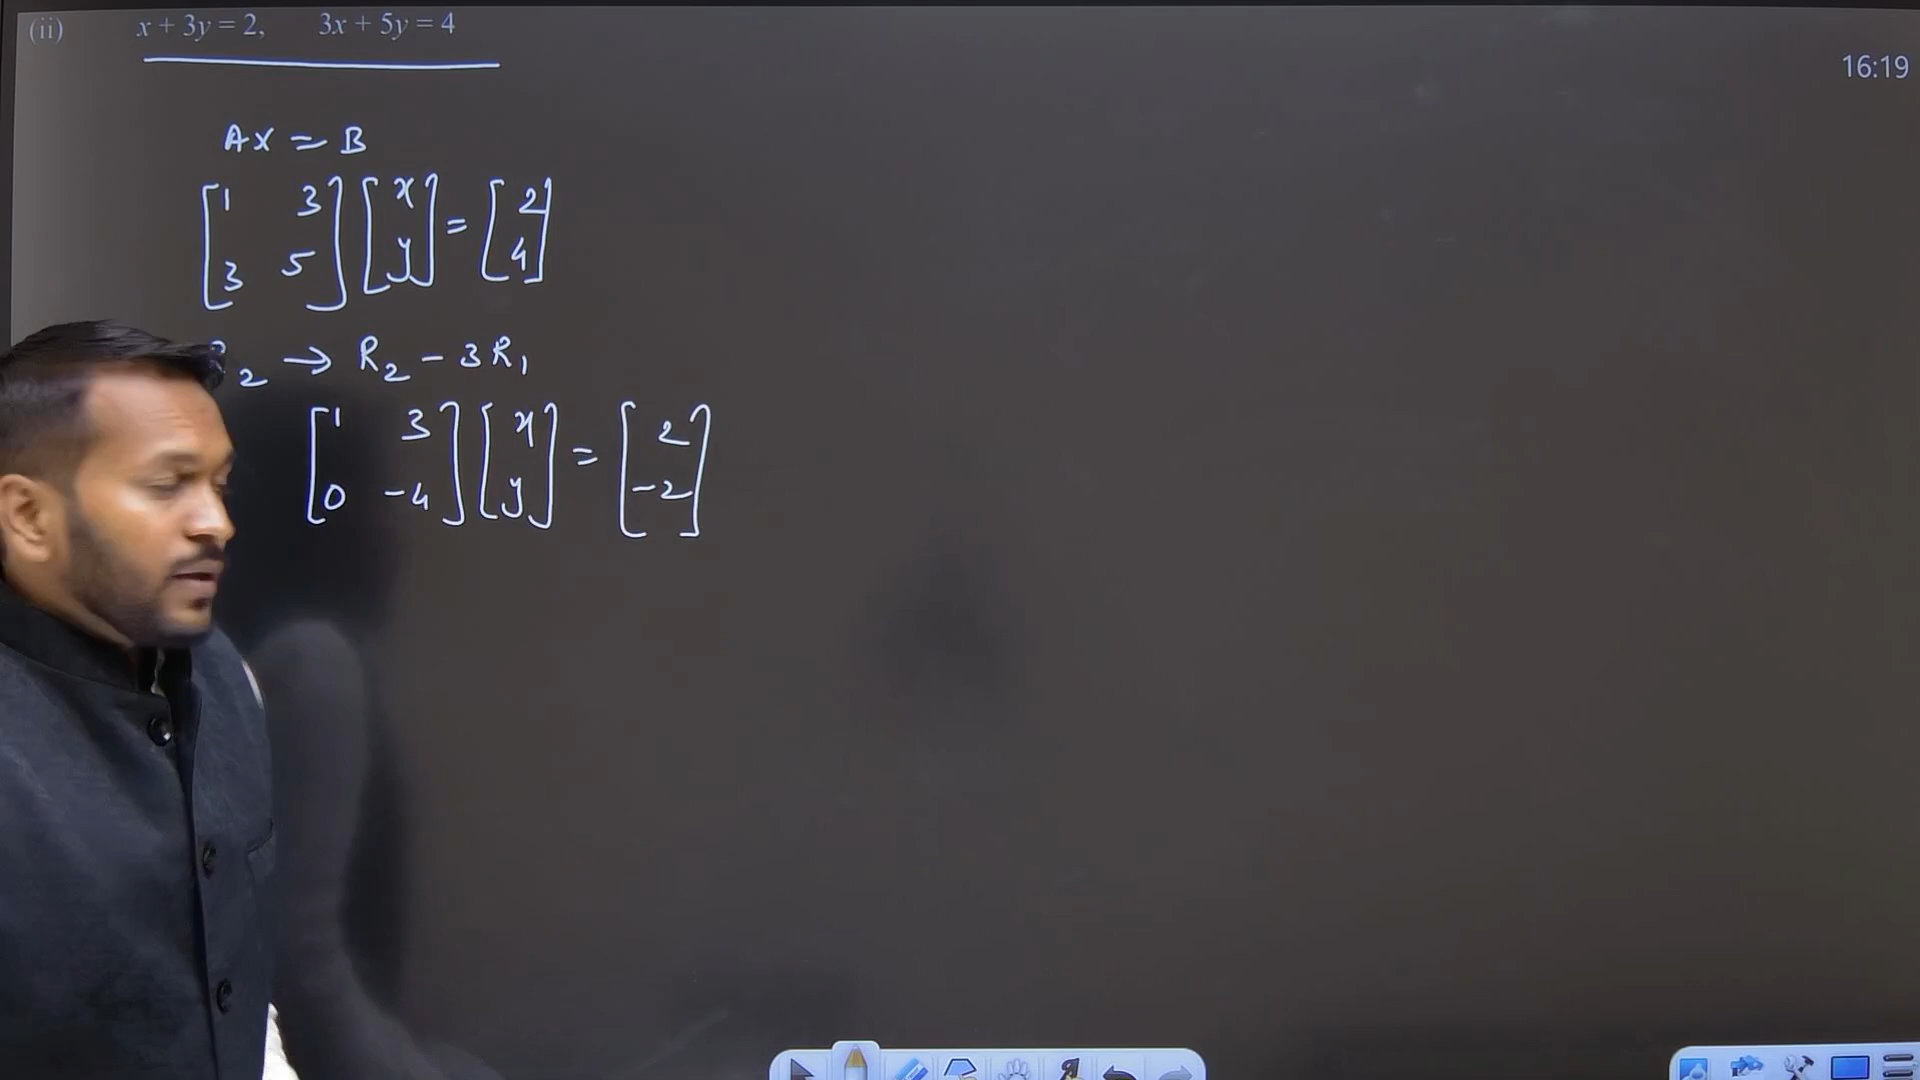 (ii) x + 3y = 2, 3x + 5y = 4
16:19
AX = B
[1 3] [x] = [2]
[3 5] [y] [4]
R2 → R2 - 3R1
[1 3] [x] = [2]
[0 -4] [y] [-2]